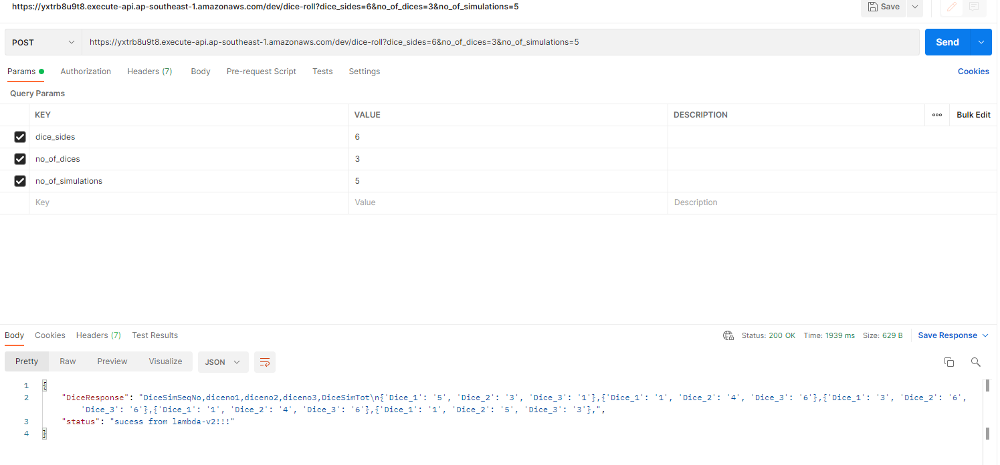 https://yxtrb8u9t8.execute-api.ap-southeast-1.amazonaws.com/dev/dice-roll?dice_sides=6&no_of_dices=3&no_of_simulations=5
Save
POST
https://yxtrb8u9t8.execute-api.ap-southeast-1.amazonaws.com/dev/dice-roll?dice_sides=6&no_of_dices=3&no_of_simulations=5
Send
Params Authorization Headers (7) Body Pre-request Script Tests Settings Cookies
Query Params
KEY VALUE DESCRIPTION ooo Bulk Edit
dice_sides 6
no_of_dices 3
no_of_simulations 5
Key Value Description
Body Cookies Headers (7) Test Results Status: 200 OK Time: 1939 ms Size: 629 B Save Response
Pretty Raw Preview Visualize JSON
1 {
2 "DiceResponse": "DiceSimSeqNo,diceno1,diceno2,diceno3,DiceSimTot\n{'Dice_1': '5', 'Dice_2': '3', 'Dice_3': '1'},{'Dice_1': '1', 'Dice_2': '4', 'Dice_3': '6'},{'Dice_1': '3', 'Dice_2': '6',
'Dice_3': '6'},{'Dice_1': '1', 'Dice_2': '4', 'Dice_3': '6'},{'Dice_1': '1', 'Dice_2': '5', 'Dice_3': '3'},",
3 "status": "sucess from lambda-v2!!!"
4 }